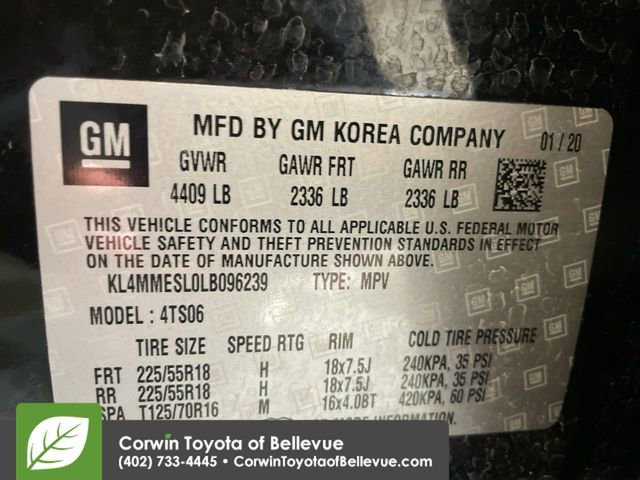 GM
MFD BY GM KOREA COMPANY 01/20
GVWR GAWR FRT GAWR RR
4409 LB 2336 LB 2336 LB
THIS VEHICLE CONFORMS TO ALL APPLICABLE U.S. FEDERAL MOTOR
VEHICLE SAFETY AND THEFT PREVENTION STANDARDS IN EFFECT
ON THE DATE OF MANUFACTURE SHOWN ABOVE.
KL4MMESL0LB096239 TYPE: MPV
MODEL: 4TS06
TIRE SIZE SPEED RTG RIM COLD TIRE PRESSURE
FRT 225/55R18 H 18x7.5J 240KPA, 35 PSI
RR 225/55R18 H 18x7.5J 240KPA, 35 PSI
SPA T125/70R16 M 16x4.0BT 420KPA, 60 PSI
MORE INFORMATION
Corwin Toyota of Bellevue
(402) 733-4445 • CorwinToyotaofBellevue.com